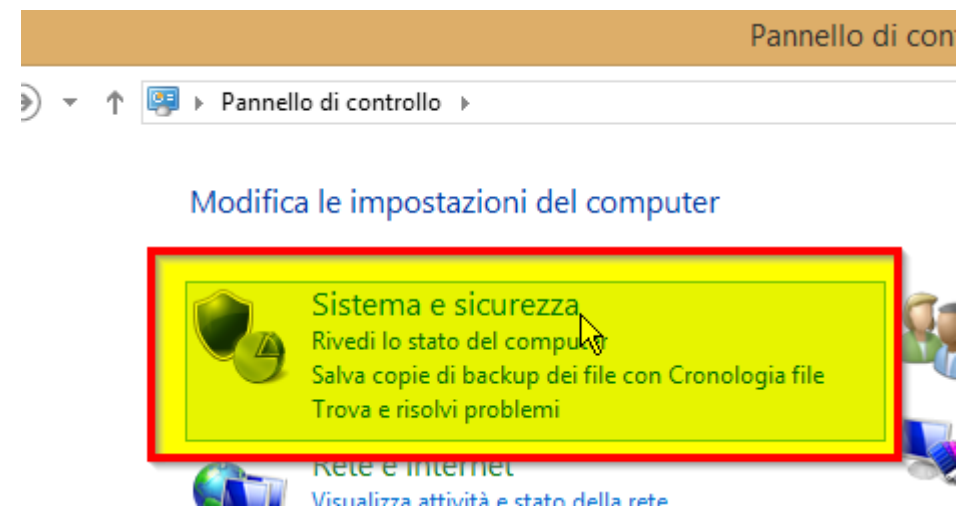 Pannello di con
Pannello di controllo
Modifica le impostazioni del computer
Sistema e sicurezza
Rivedi lo stato del computer
Salva copie di backup dei file con Cronologia file
Trova e risolvi problemi
Rete e Internet
Visualizza attività e stato della rete